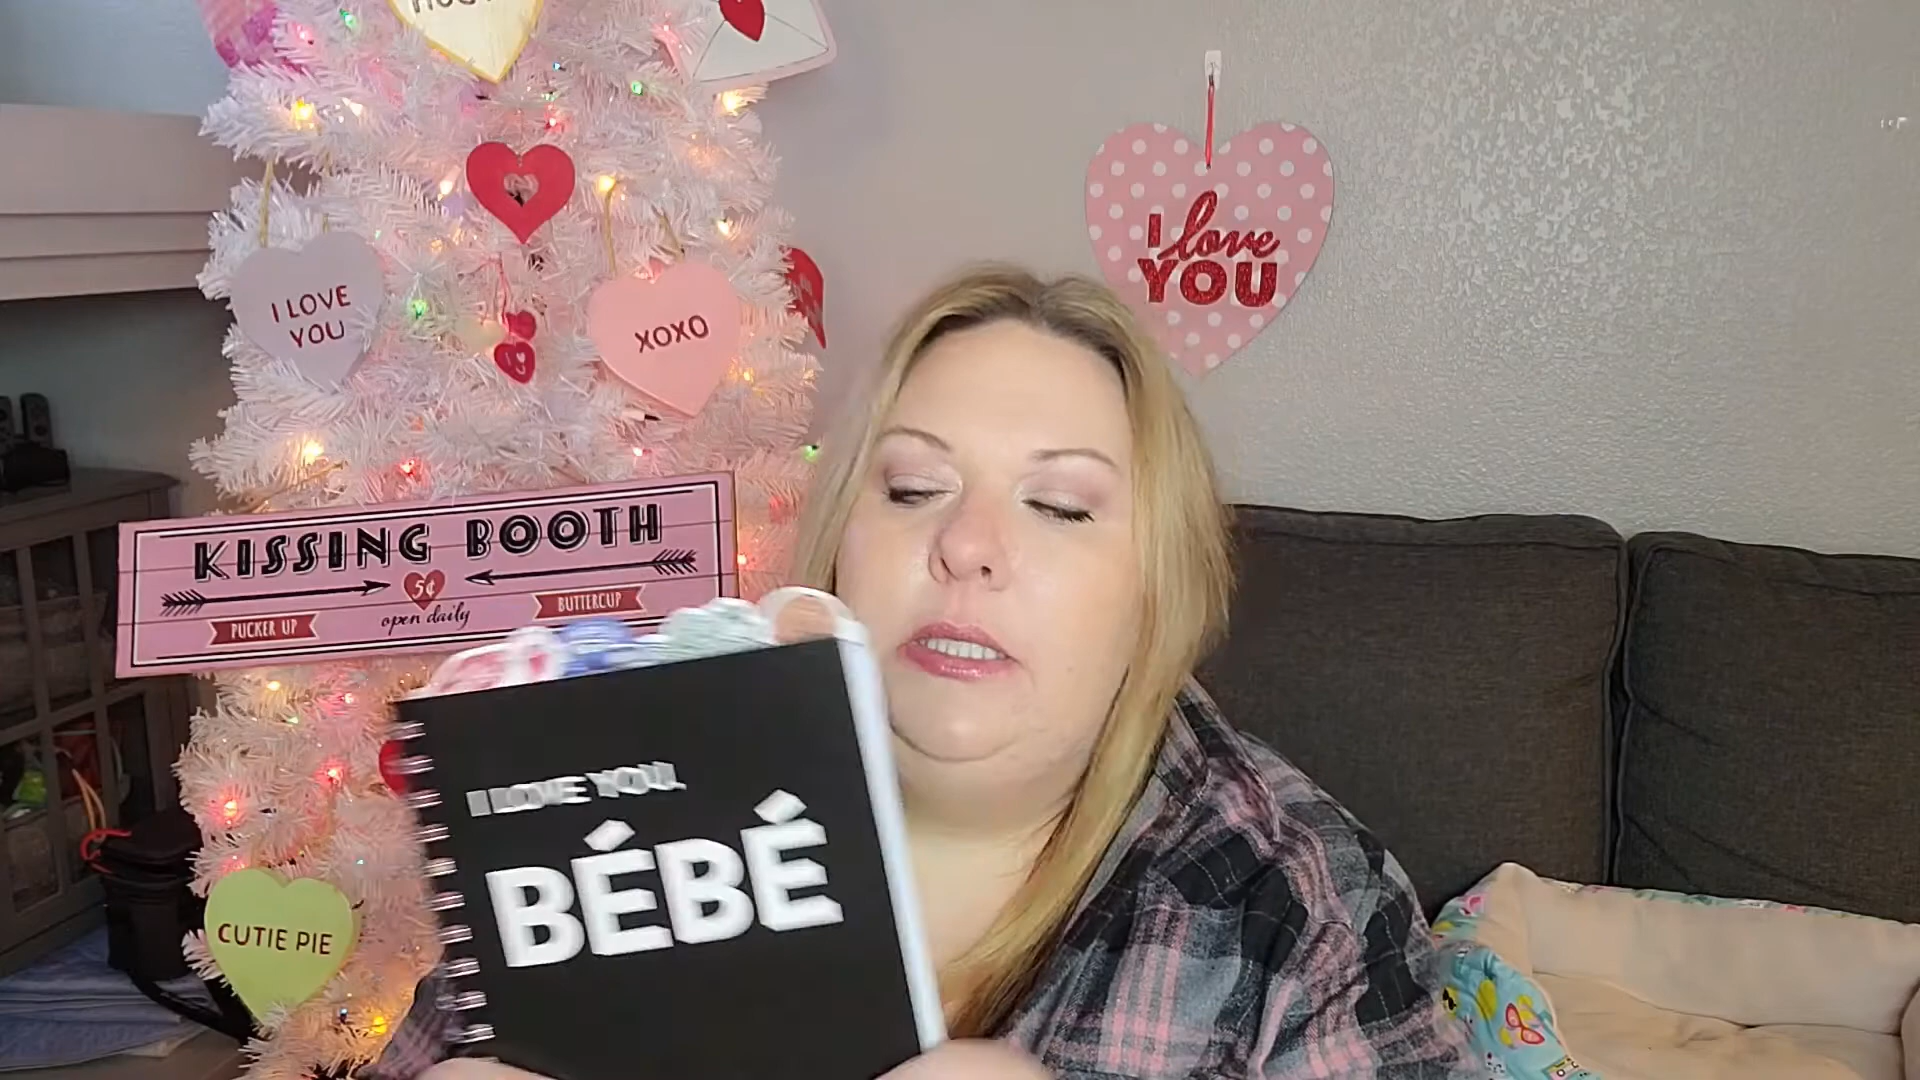 I LOVE
YOU
XOXO
I love
YOU
KISSING BOOTH
5¢
PUCKER UP
open daily
BUTTERCUP
I LOVE YOU,
BÉBÉ
CUTIE PIE